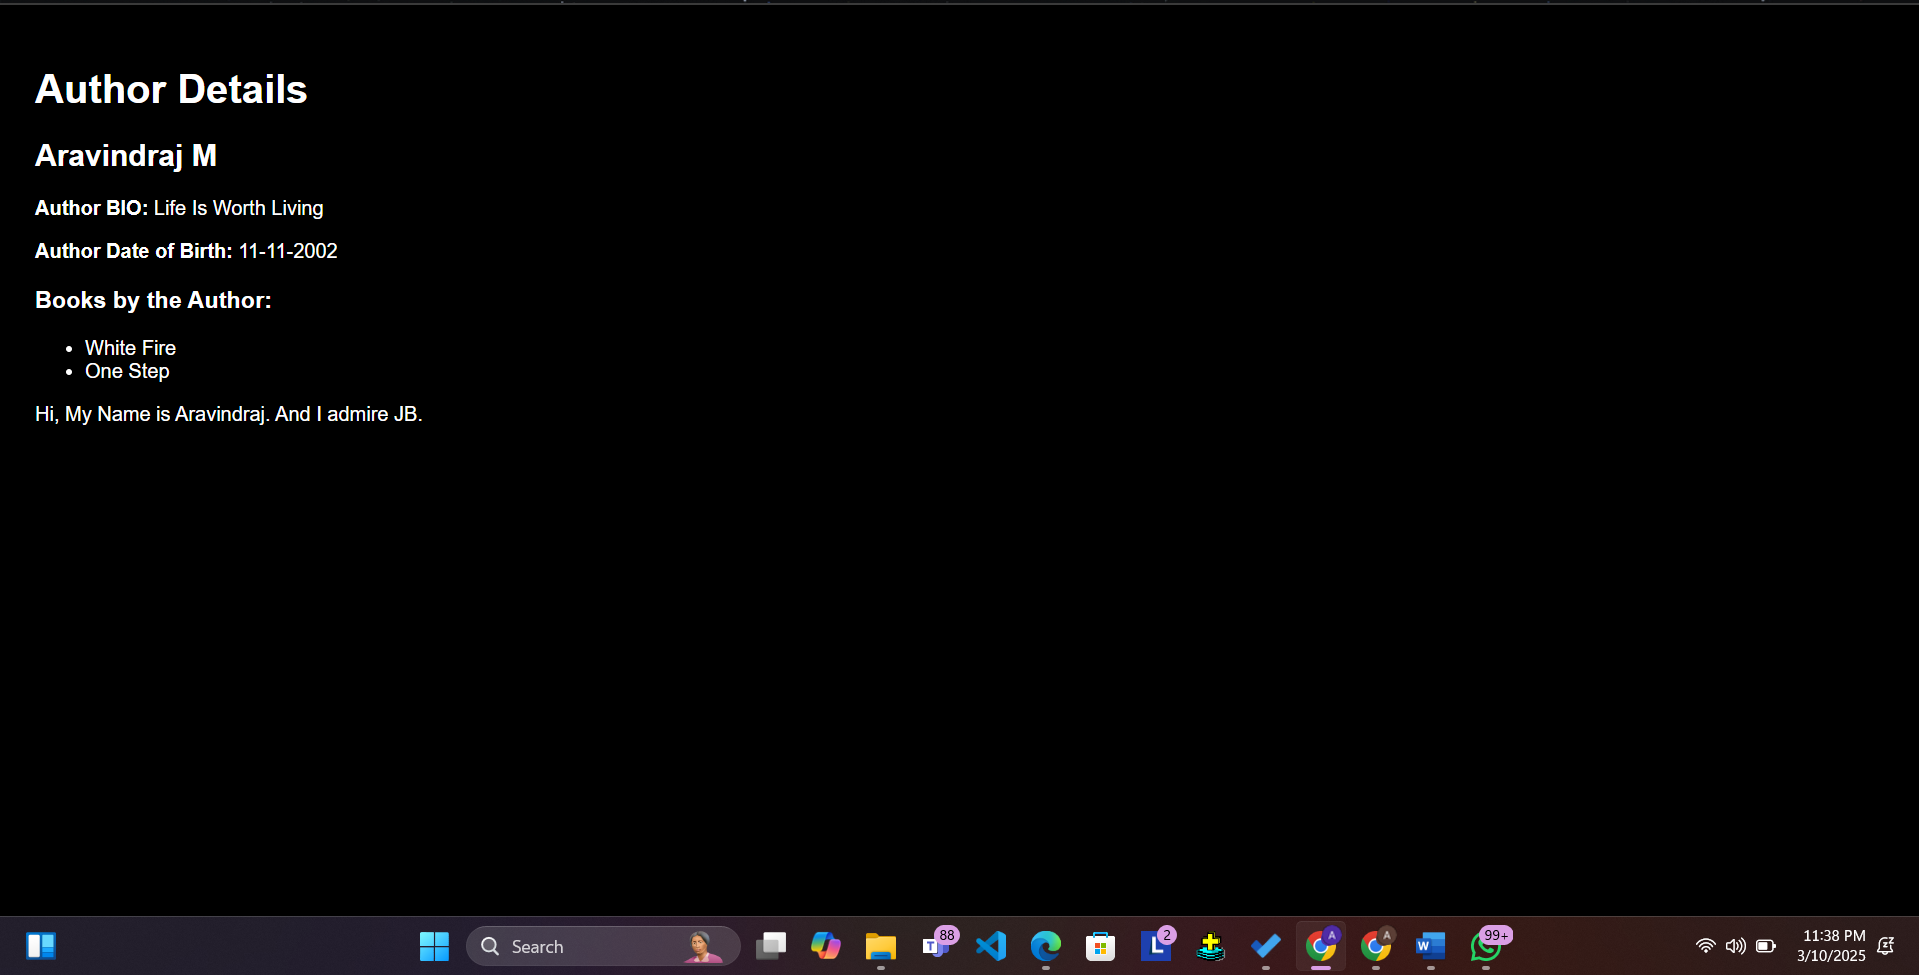 Author Details
Aravindraj M
Author BIO: Life Is Worth Living
Author Date of Birth: 11-11-2002
Books by the Author:
• White Fire
• One Step
Hi, My Name is Aravindraj. And I admire JB.
Search
88
T
L
2
A
A
W
99+
11:38 PM
3/10/2025